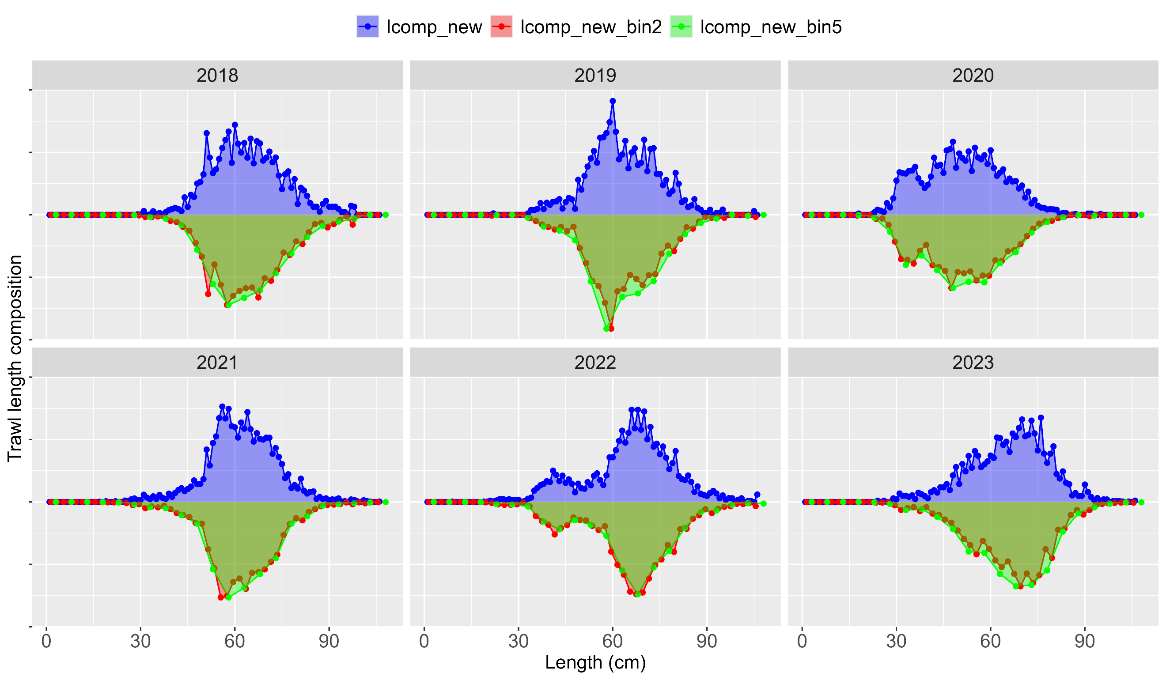 lcomp_new lcomp_new_bin2 lcomp_new_bin5
2018 2019 2020
Trawl length composition
2021 2022 2023
0 30 60 90 0 30 60 90 0 30 60 90
Length (cm)